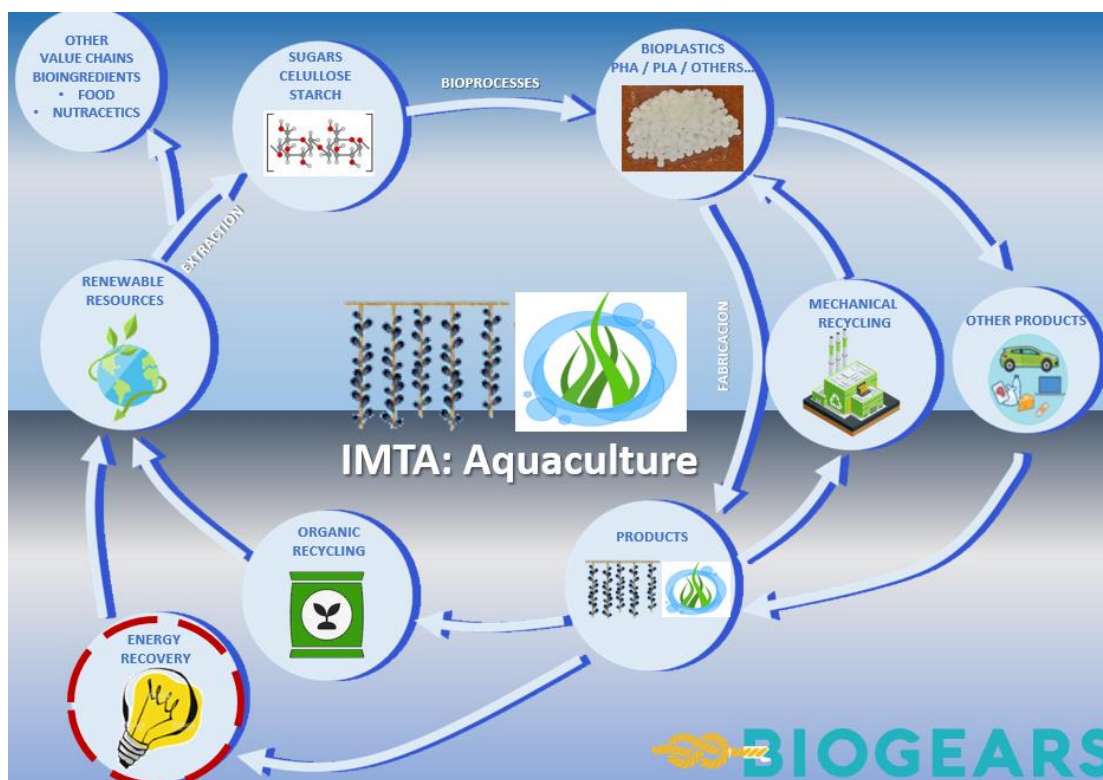 OTHER
VALUE CHAINS
BIOINGREDIENTS
• FOOD
• NUTRACETICS
SUGARS
CELULLOSE
STARCH
BIOPROCESSES
BIOPLASTICS
PHA / PLA / OTHERS...
EXTRACTION
RENEWABLE
RESOURCES
FABRICACION
MECHANICAL
RECYCLING
OTHER PRODUCTS
IMTA: Aquaculture
ORGANIC
RECYCLING
PRODUCTS
ENERGY
RECOVERY
BIOGEARS